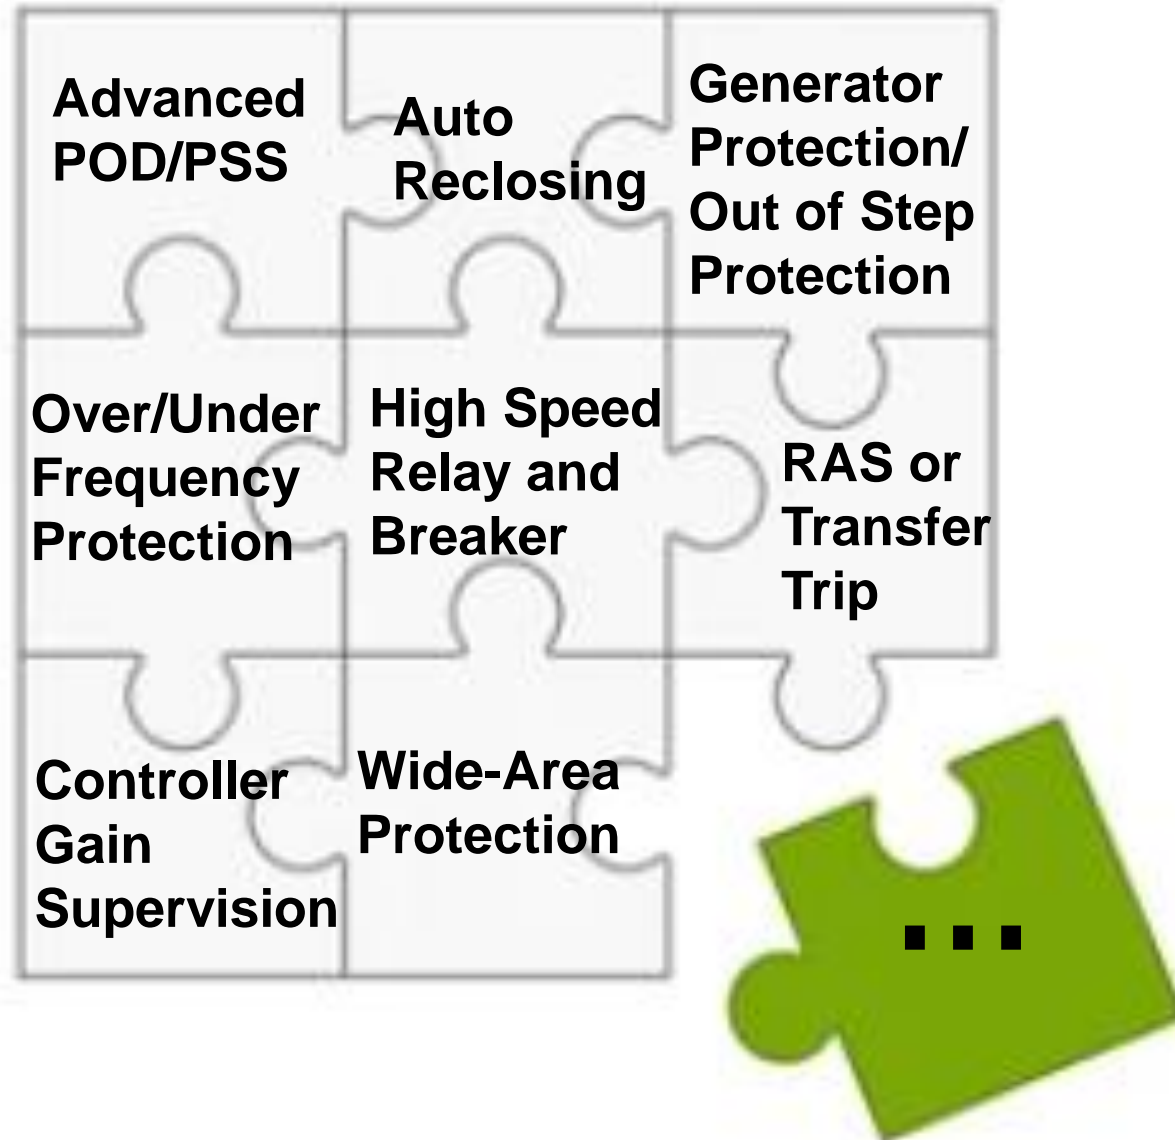 Advanced
POD/PSS
Auto
Reclosing
Generator
Protection/
Out of Step
Protection
Over/Under
Frequency
Protection
High Speed
Relay and
Breaker
RAS or
Transfer
Trip
Controller
Gain
Supervision
Wide-Area
Protection
...